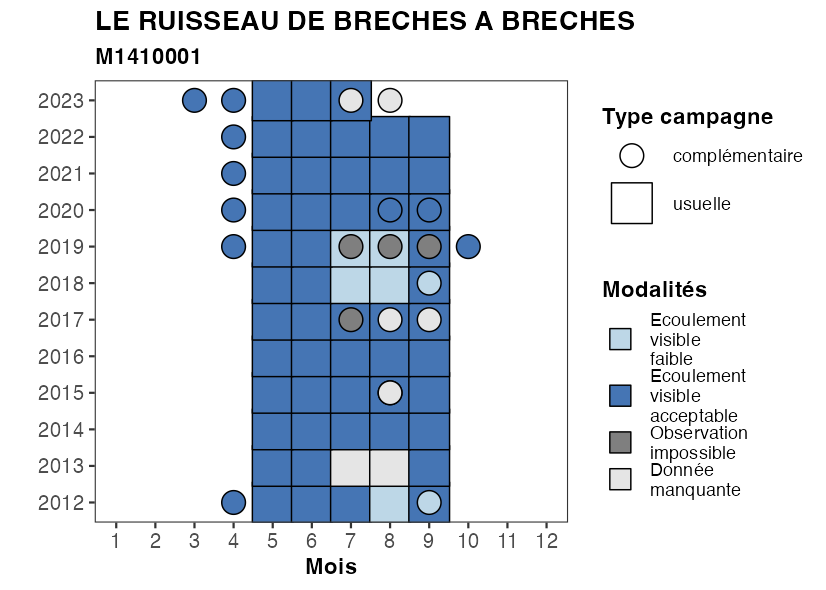 LE RUISSEAU DE BRECHES A BRECHES
M1410001
2023
2022
2021
2020
2019
2018
2017
2016
2015
2014
2013
2012
1 2 3 4 5 6 7 8 9 10 11 12
Mois
Type campagne
complémentaire
usuelle
Modalités
Ecoulement
visible
faible
Ecoulement
visible
acceptable
Observation
impossible
Donnée
manquante